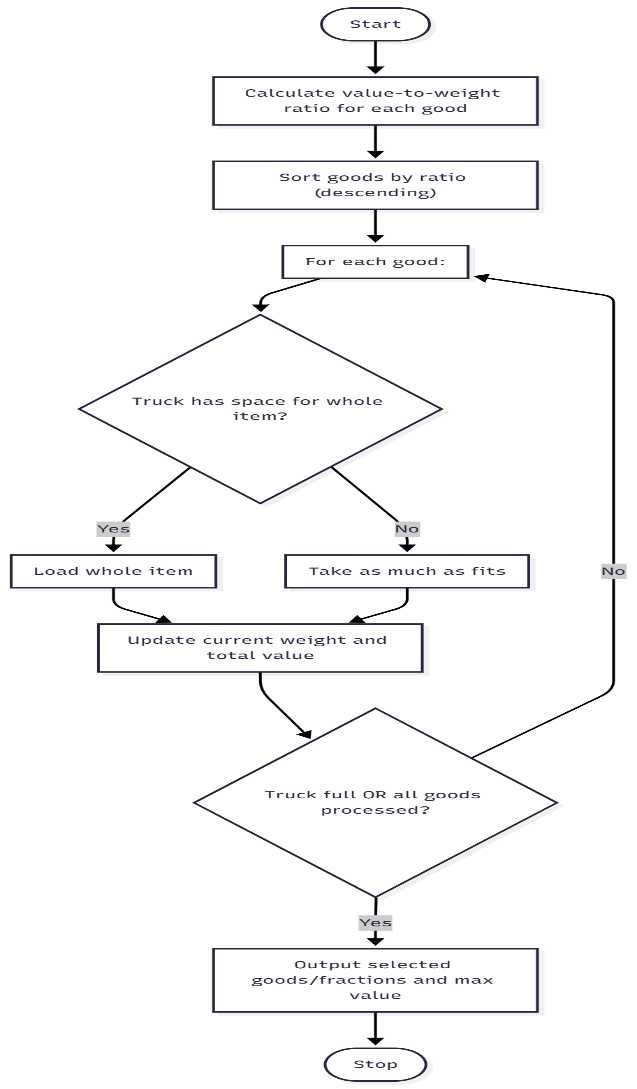 Start
Calculate value-to-weight
ratio for each good
Sort goods by ratio
(descending)
For each good:
Truck has space for whole
item?
Yes
No
Load whole item
Take as much as fits
No
Update current weight and
total value
Truck full OR all goods
processed?
Yes
Output selected
goods/fractions and max
value
Stop